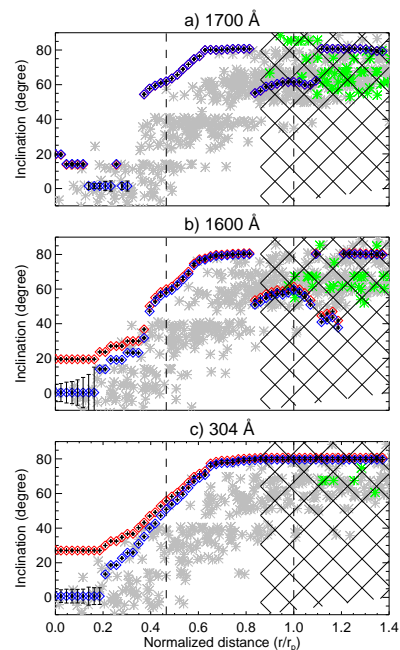 a) 1700 Å
80
60
40
20
0
Inclination (degree)
b) 1600 Å
80
60
40
20
0
Inclination (degree)
c) 304 Å
80
60
40
20
0
Inclination (degree)
0.0 0.2 0.4 0.6 0.8 1.0 1.2 1.4
Normalized distance (r/rₚ)